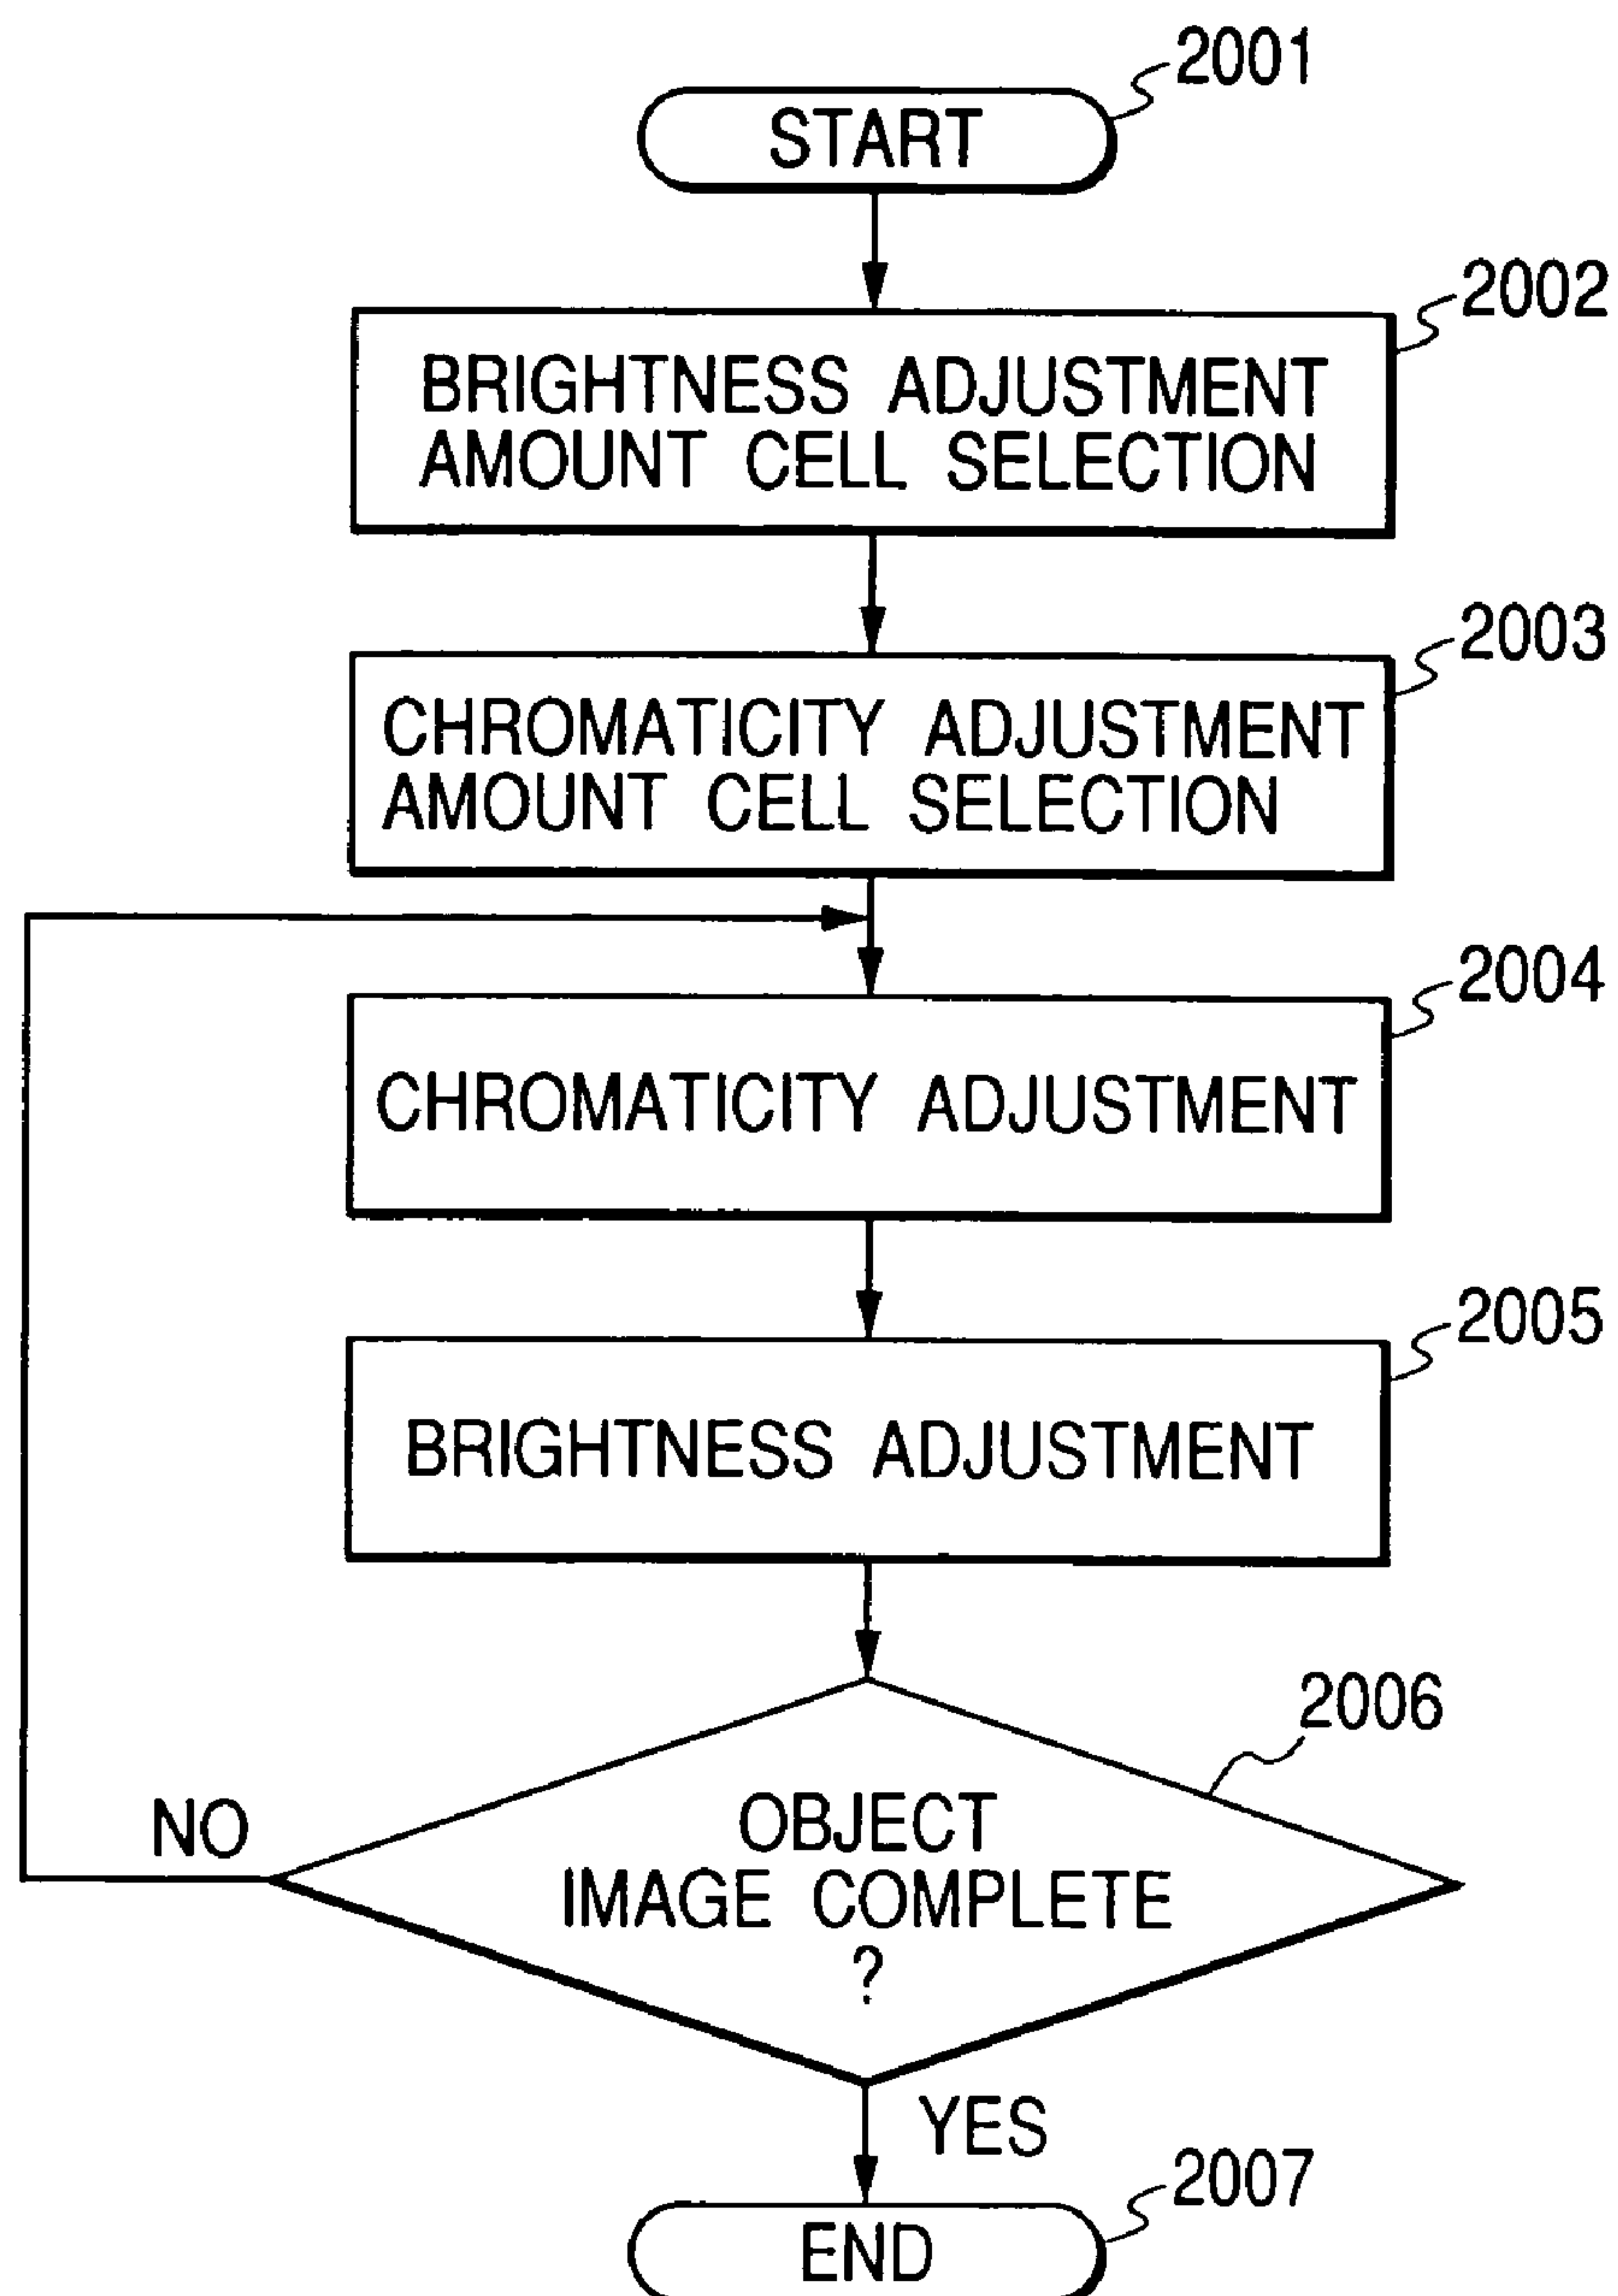 2001
START
2002
BRIGHTNESS ADJUSTMENT
AMOUNT CELL SELECTION
2003
CHROMATICITY ADJUSTMENT
AMOUNT CELL SELECTION
2004
CHROMATICITY ADJUSTMENT
2005
BRIGHTNESS ADJUSTMENT
2006
NO
OBJECT
IMAGE COMPLETE
?
YES
2007
END